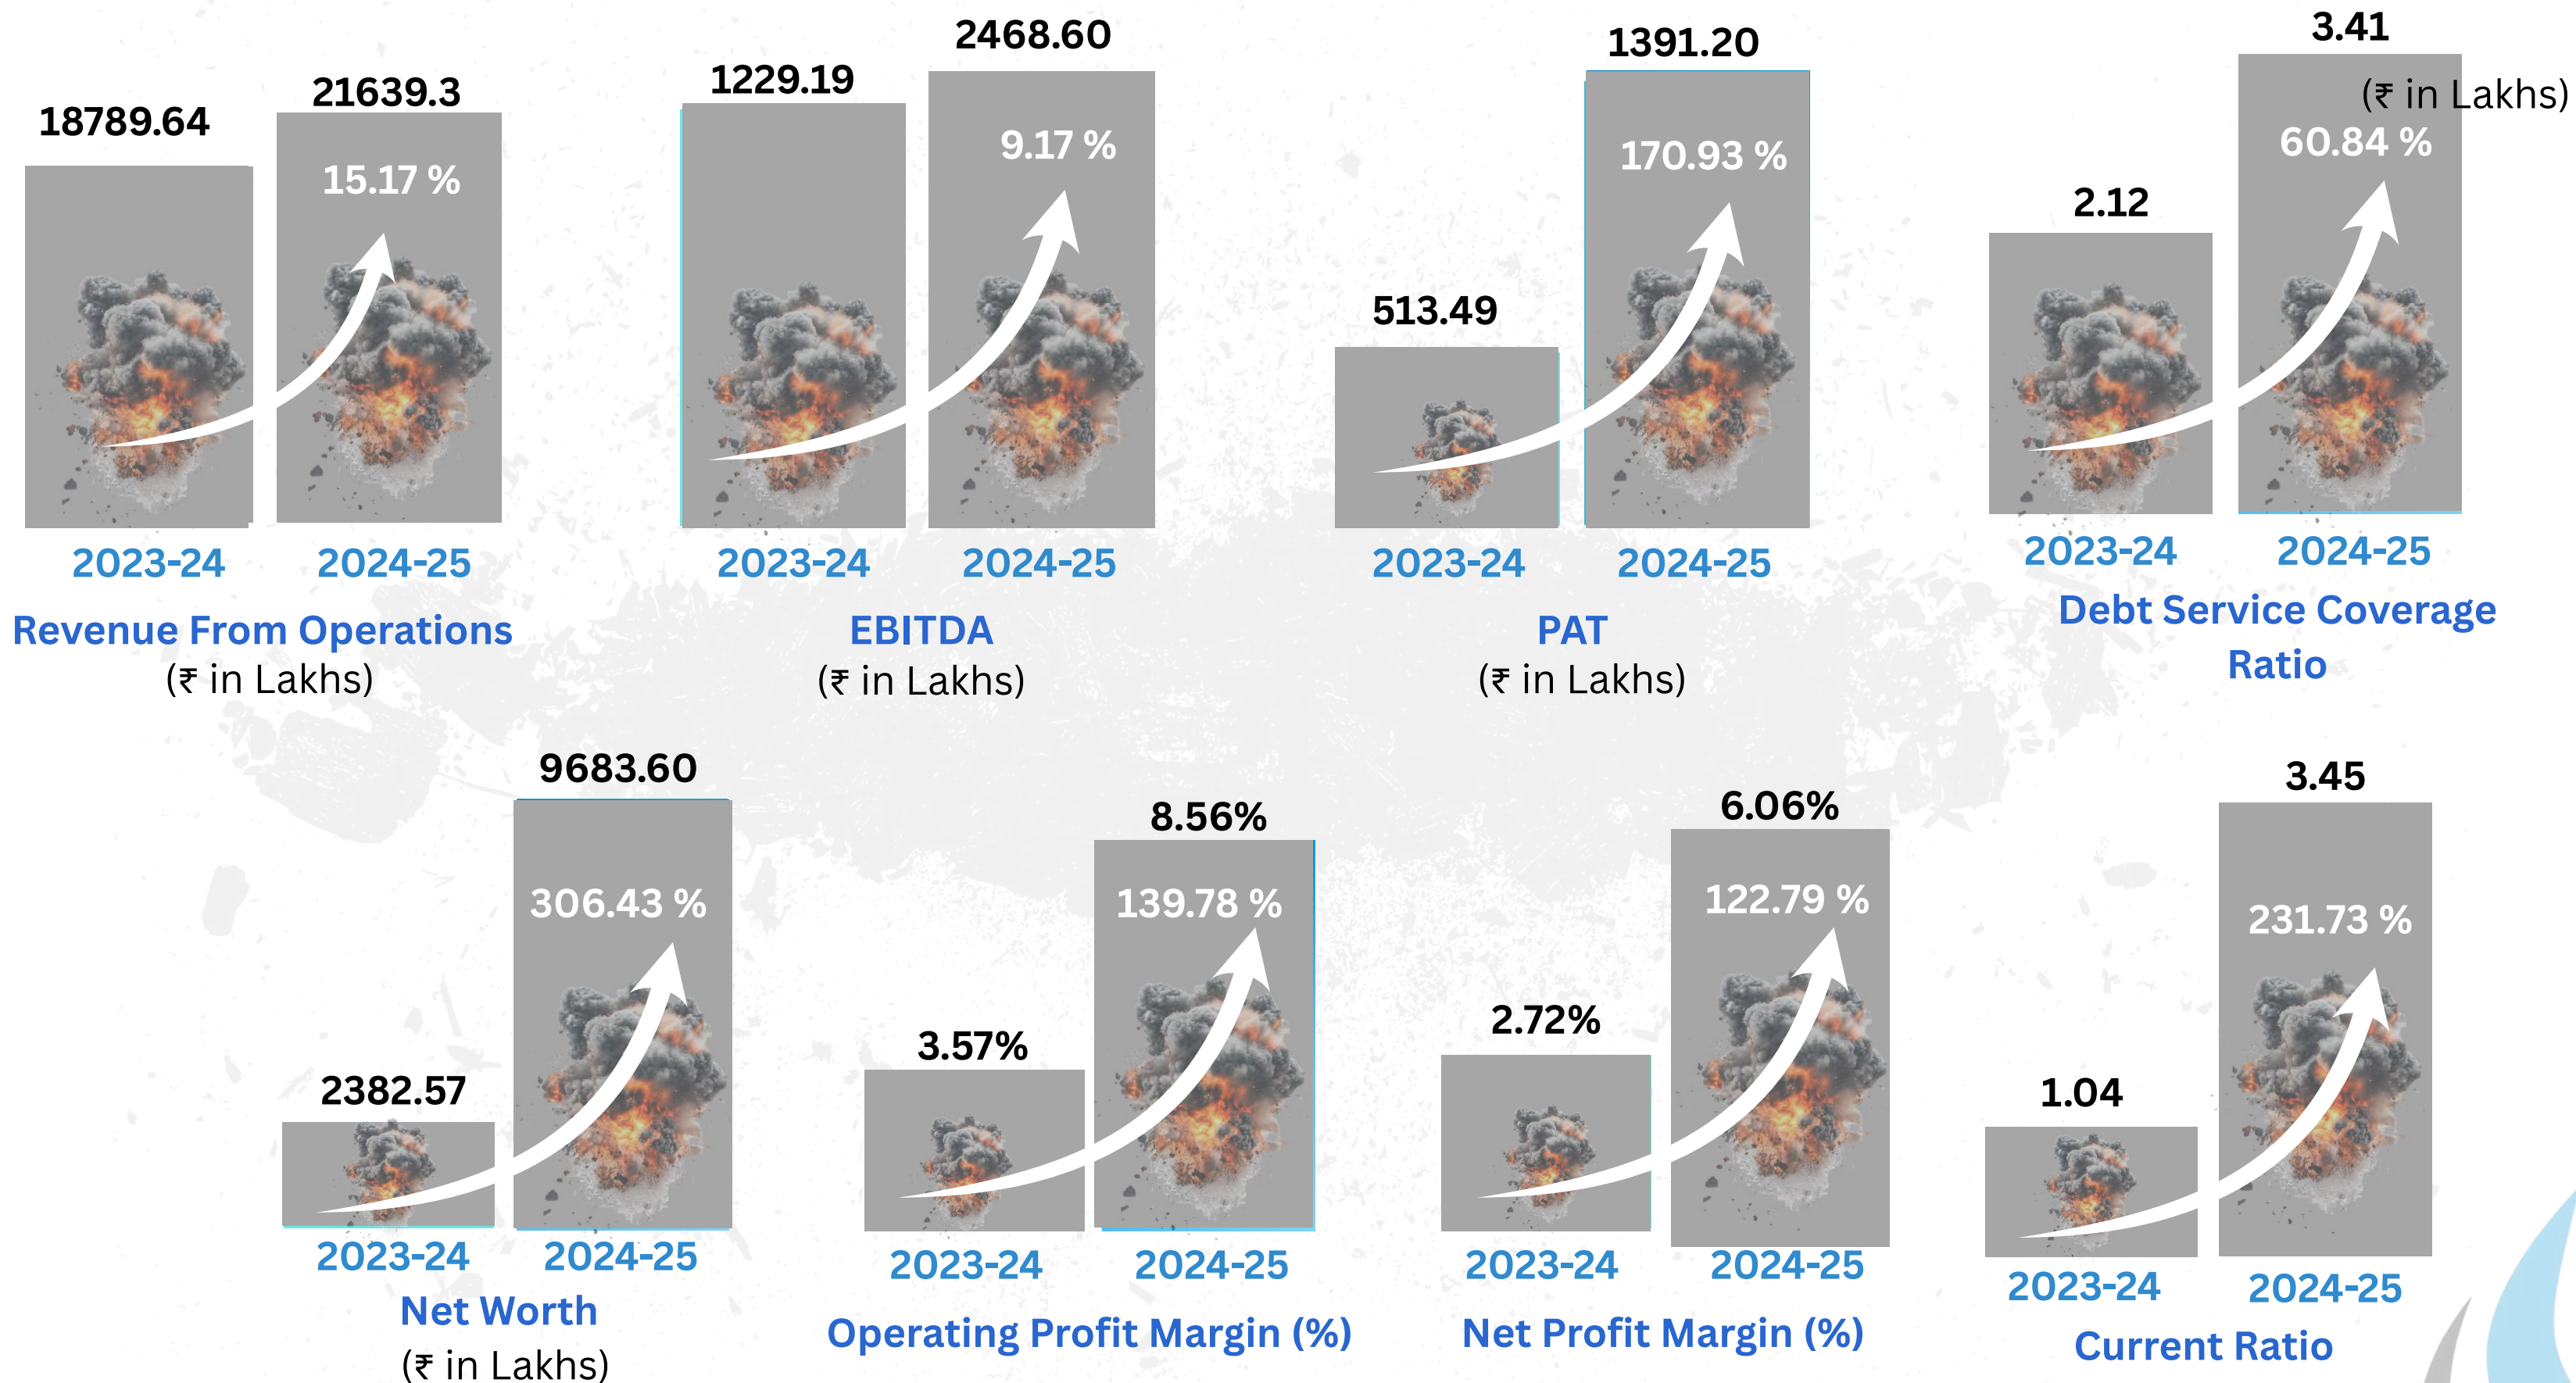 18789.64
21639.3
15.17 %
2023-24
2024-25
Revenue From Operations
(₹ in Lakhs)
1229.19
2468.60
9.17 %
2023-24
2024-25
EBITDA
(₹ in Lakhs)
513.49
1391.20
170.93 %
2023-24
2024-25
PAT
(₹ in Lakhs)
2.12
3.41
(₹ in Lakhs)
60.84 %
2023-24
2024-25
Debt Service Coverage
Ratio
2382.57
9683.60
306.43 %
2023-24
2024-25
Net Worth
(₹ in Lakhs)
3.57%
8.56%
139.78 %
2023-24
2024-25
Operating Profit Margin (%)
2.72%
6.06%
122.79 %
2023-24
2024-25
Net Profit Margin (%)
1.04
3.45
231.73 %
2023-24
2024-25
Current Ratio